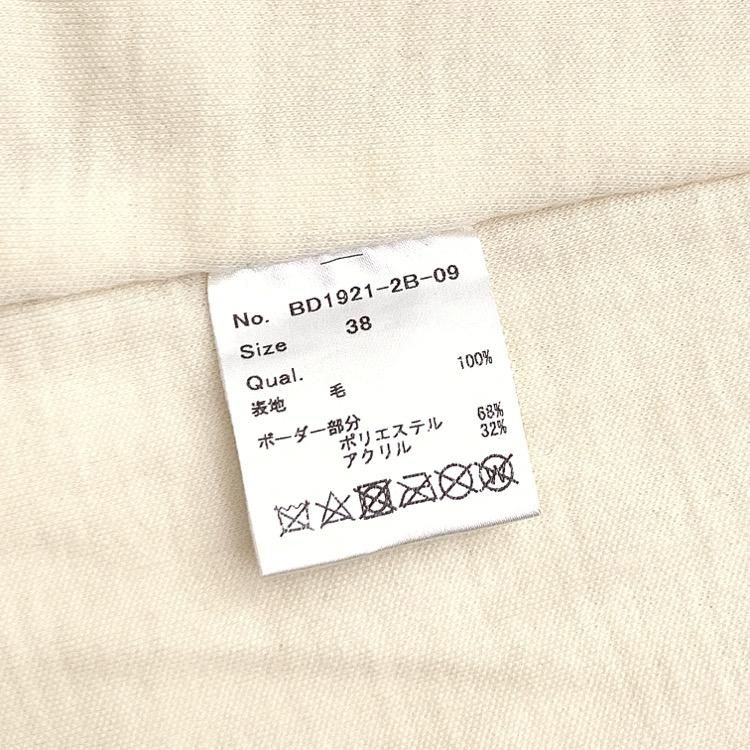 No. BD1921-2B-09
Size 38
Qual.
表地 毛 100%
ボーダー部分
ポリエステル 68%
アクリル 32%